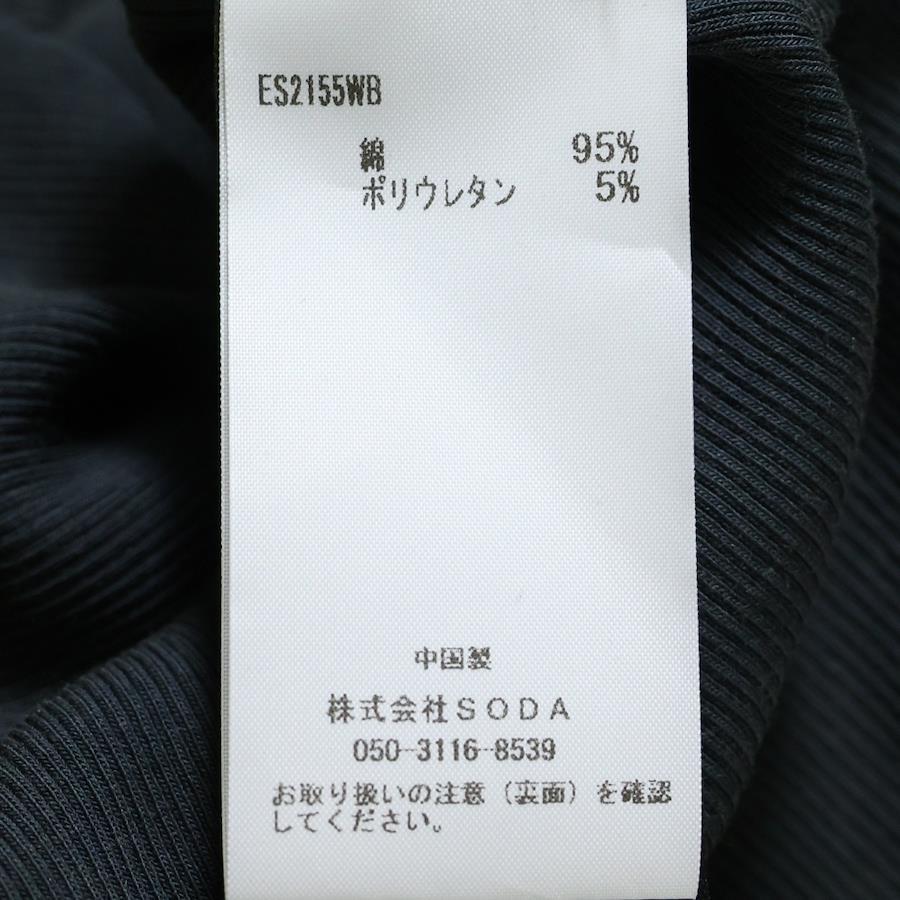 ES2155WB
綿 95%
ポリウレタン 5%
中国製
株式会社SODA
050-3116-8539
お取り扱いの注意（裏面）を確認
してください。